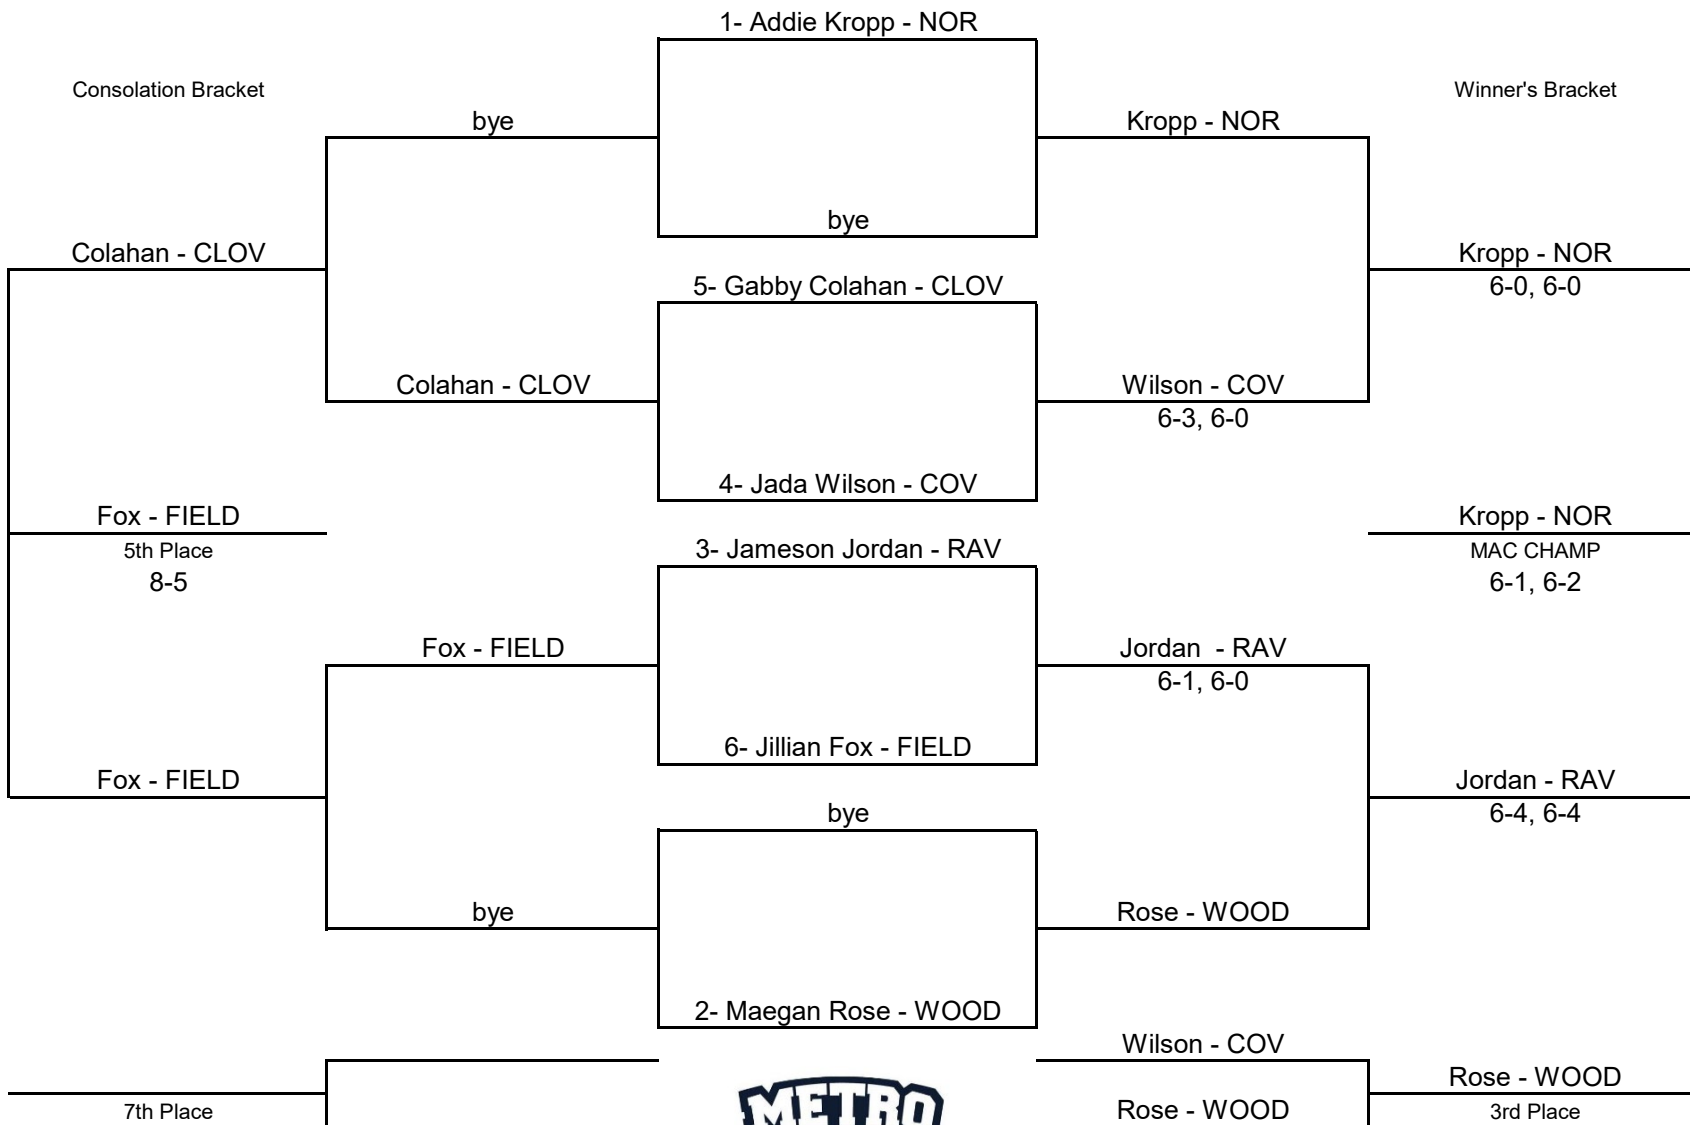 1- Addie Kropp - NOR
Consolation Bracket
Winner's Bracket
bye
Kropp - NOR
bye
Colahan - CLOV
Kropp - NOR
5- Gabby Colahan - CLOV
6-0, 6-0
Colahan - CLOV
Wilson - COV
6-3, 6-0
4- Jada Wilson - COV
Fox - FIELD
Kropp - NOR
5th Place
3- Jameson Jordan - RAV
MAC CHAMP
8-5
6-1, 6-2
Fox - FIELD
Jordan  - RAV
6-1, 6-0
6- Jillian Fox - FIELD
Fox - FIELD
Jordan - RAV
bye
6-4, 6-4
bye
Rose - WOOD
2- Maegan Rose - WOOD
Wilson - COV
Rose - WOOD
7th Place
METRO
Rose - WOOD
3rd Place